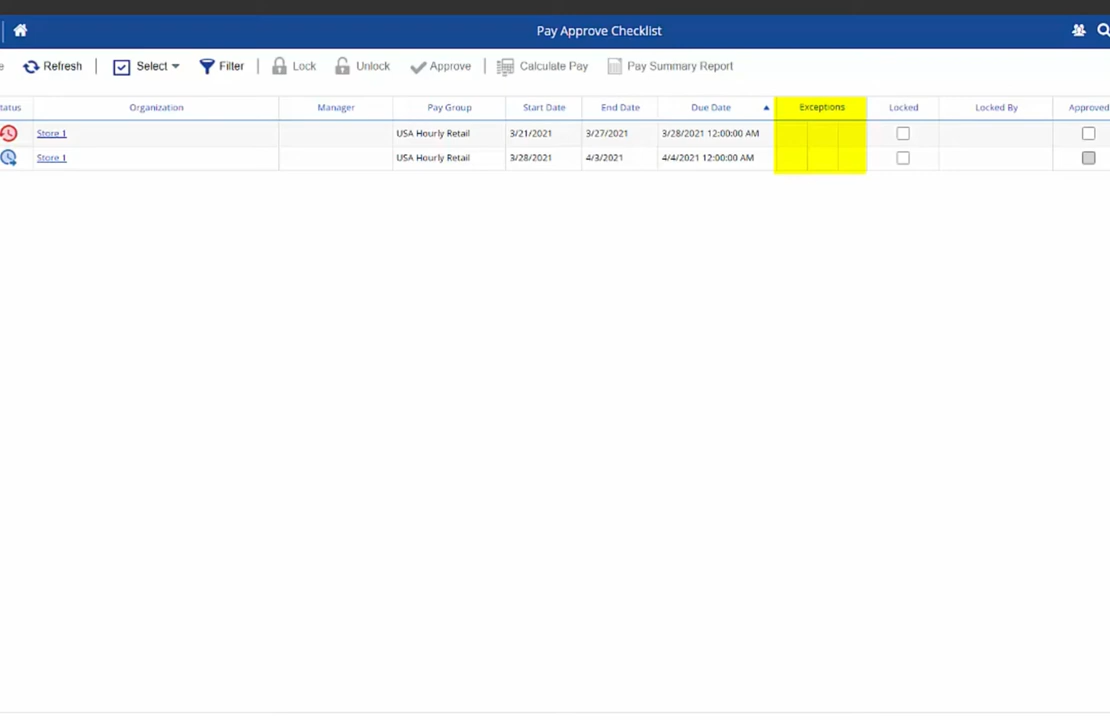 Pay Approve Checklist
e Refresh Select Filter Lock Unlock Approve Calculate Pay Pay Summary Report
tatus Organization Manager Pay Group Start Date End Date Due Date Exceptions Locked Locked By Approved
Store 1 USA Hourly Retail 3/21/2021 3/27/2021 3/28/2021 12:00:00 AM
Store 1 USA Hourly Retail 3/28/2021 4/3/2021 4/4/2021 12:00:00 AM